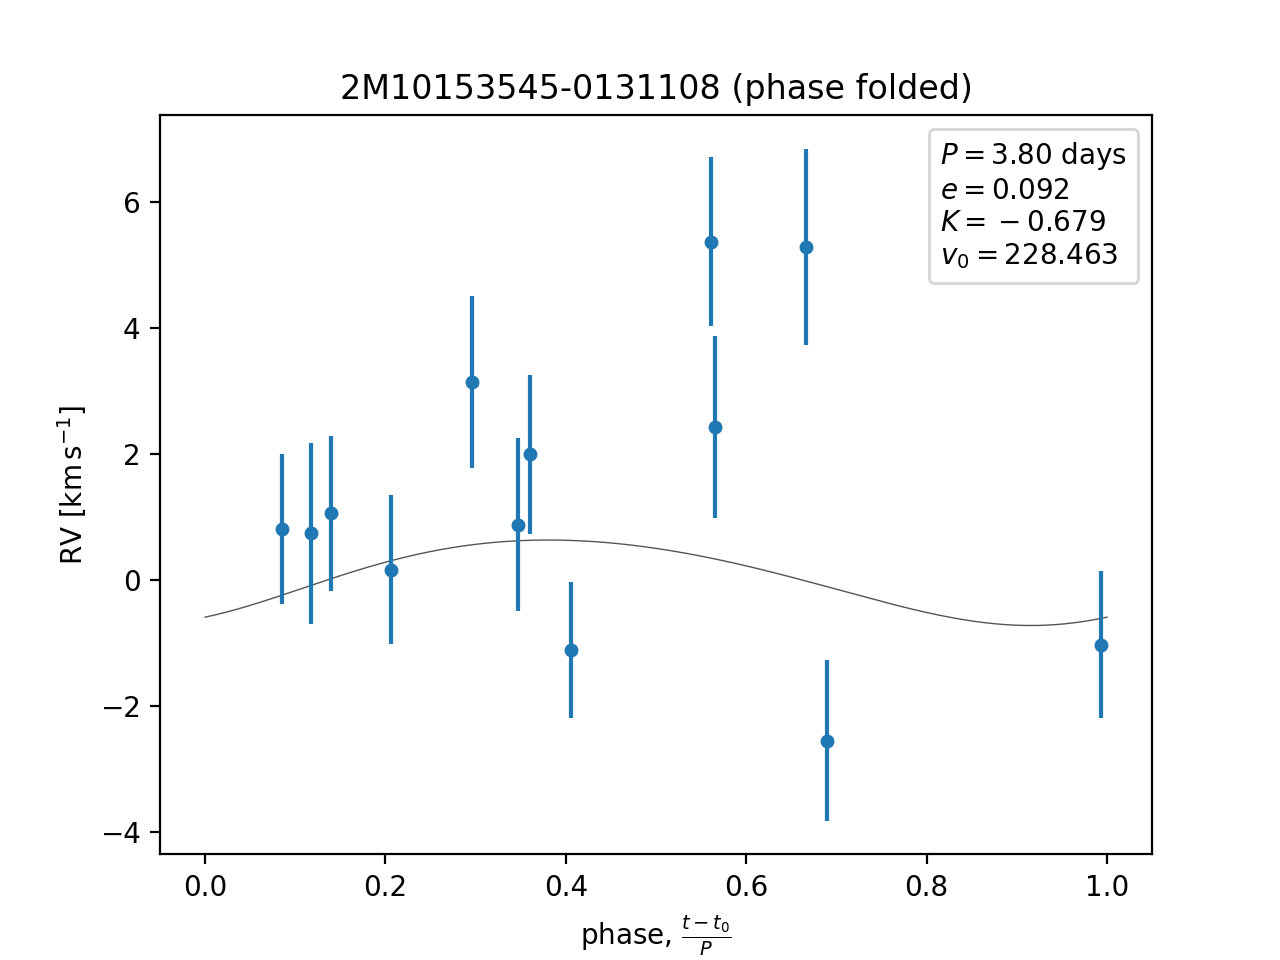 2M10153545-0131108 (phase folded)
P = 3.80 days
e = 0.092
K = −0.679
v₀ = 228.463
RV [km s⁻¹]
6
4
2
0
−2
−4
0.0 0.2 0.4 0.6 0.8 1.0
phase, (t − t₀)/P